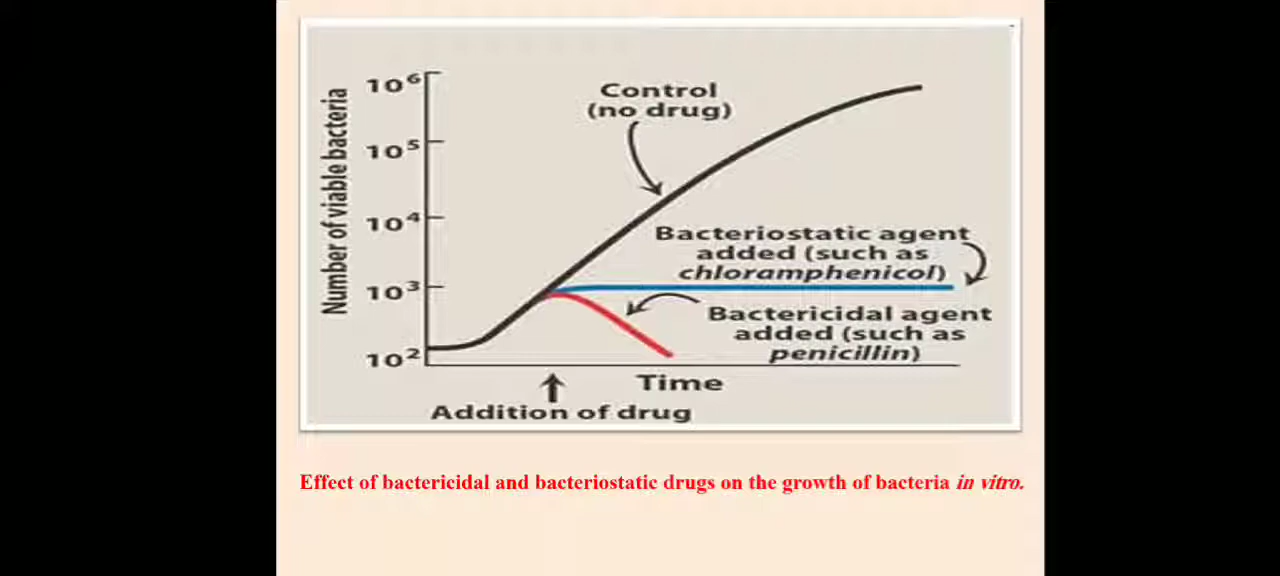 Number of viable bacteria
10⁶
10⁵
10⁴
10³
10²
Control
(no drug)
Bacteriostatic agent
added (such as
chloramphenicol)
Bactericidal agent
added (such as
penicillin)
Time
Addition of drug
Effect of bactericidal and bacteriostatic drugs on the growth of bacteria in vitro.